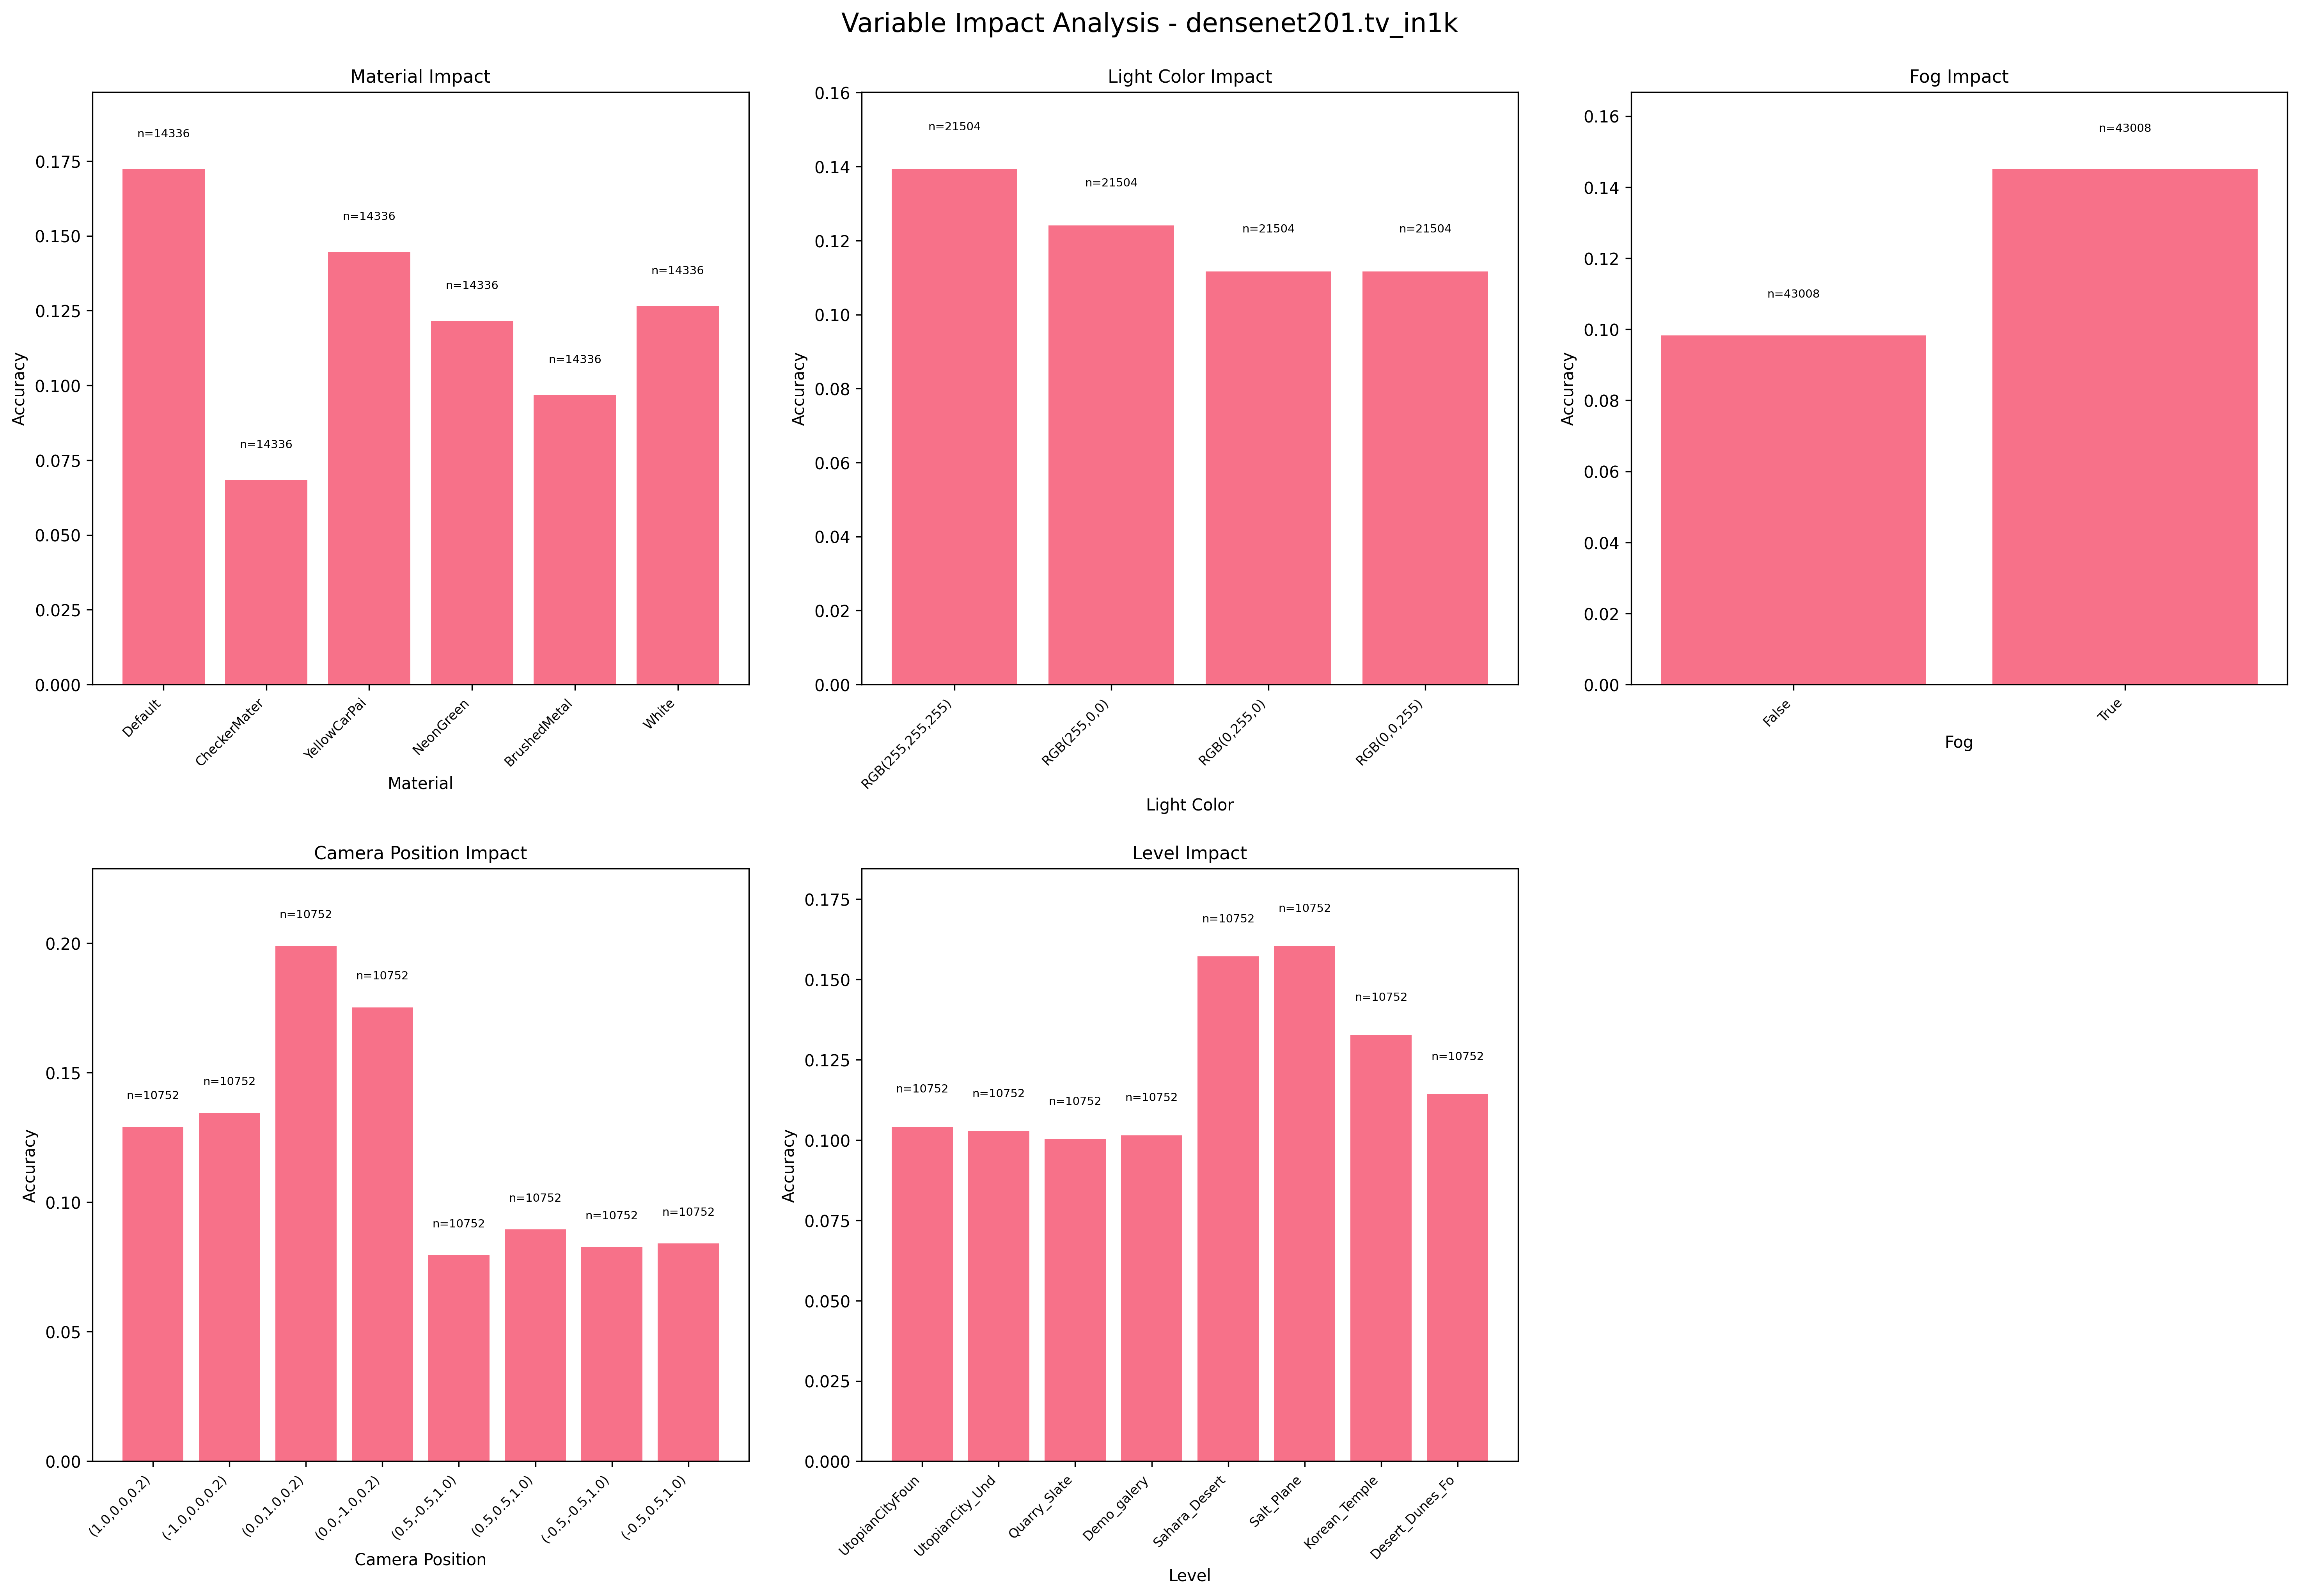 Variable Impact Analysis - densenet201.tv_in1k
Material Impact
Accuracy
0.175
0.150
0.125
0.100
0.075
0.050
0.025
0.000
n=14336
n=14336
n=14336
n=14336
n=14336
n=14336
Default
CheckerMater
YellowCarPai
NeonGreen
BrushedMetal
White
Material
Light Color Impact
Accuracy
0.16
0.14
0.12
0.10
0.08
0.06
0.04
0.02
0.00
n=21504
n=21504
n=21504
n=21504
RGB(255,255,255)
RGB(255,0,0)
RGB(0,255,0)
RGB(0,0,255)
Light Color
Fog Impact
Accuracy
0.16
0.14
0.12
0.10
0.08
0.06
0.04
0.02
0.00
n=43008
n=43008
False
True
Fog
Camera Position Impact
Accuracy
0.20
0.15
0.10
0.05
0.00
n=10752
n=10752
n=10752
n=10752
n=10752
n=10752
n=10752
n=10752
(1.0,0.0,0.2)
(-1.0,0.0,0.2)
(0.0,1.0,0.2)
(0.0,-1.0,0.2)
(0.5,-0.5,1.0)
(0.5,0.5,1.0)
(-0.5,-0.5,1.0)
(-0.5,0.5,1.0)
Camera Position
Level Impact
Accuracy
0.175
0.150
0.125
0.100
0.075
0.050
0.025
0.000
n=10752
n=10752
n=10752
n=10752
n=10752
n=10752
n=10752
n=10752
UtopianCityFoun
UtopianCity_Und
Quarry_Slate
Demo_galery
Sahara_Desert
Salt_Plane
Korean_Temple
Desert_Dunes_Fo
Level